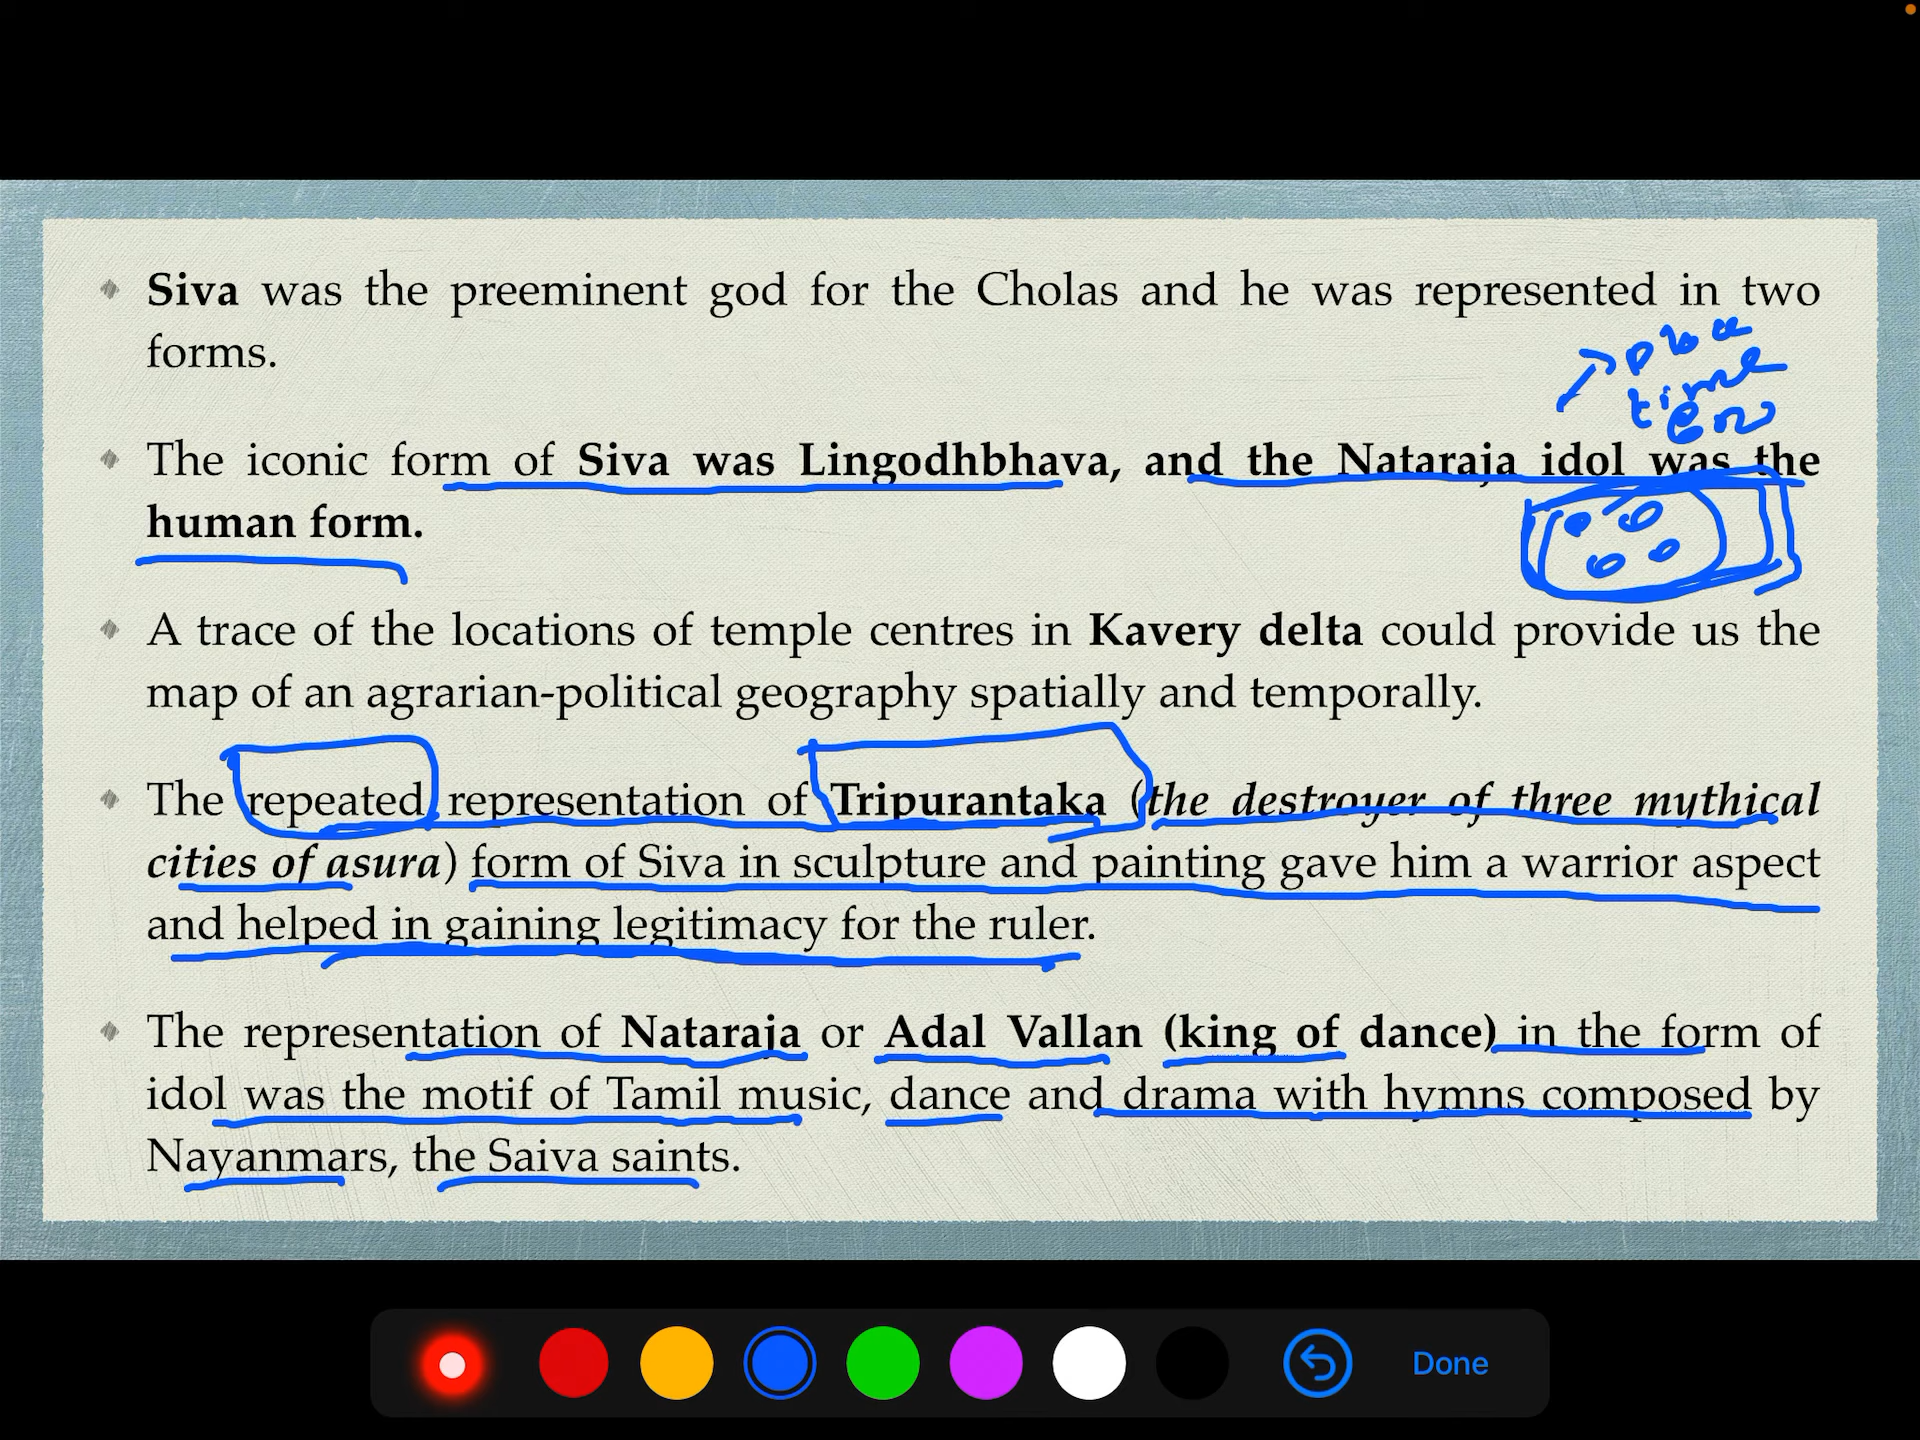 Siva was the preeminent god for the Cholas and he was represented in two
forms.
place
time
The iconic form of Siva was Lingodhbhava, and the Nataraja idol was the
human form.
A trace of the locations of temple centres in Kavery delta could provide us the
map of an agrarian-political geography spatially and temporally.
The repeated representation of Tripurantaka (the destroyer of three mythical
cities of asura) form of Siva in sculpture and painting gave him a warrior aspect
and helped in gaining legitimacy for the ruler.
The representation of Nataraja or Adal Vallan (king of dance) in the form of
idol was the motif of Tamil music, dance and drama with hymns composed by
Nayanmars, the Saiva saints.
Done